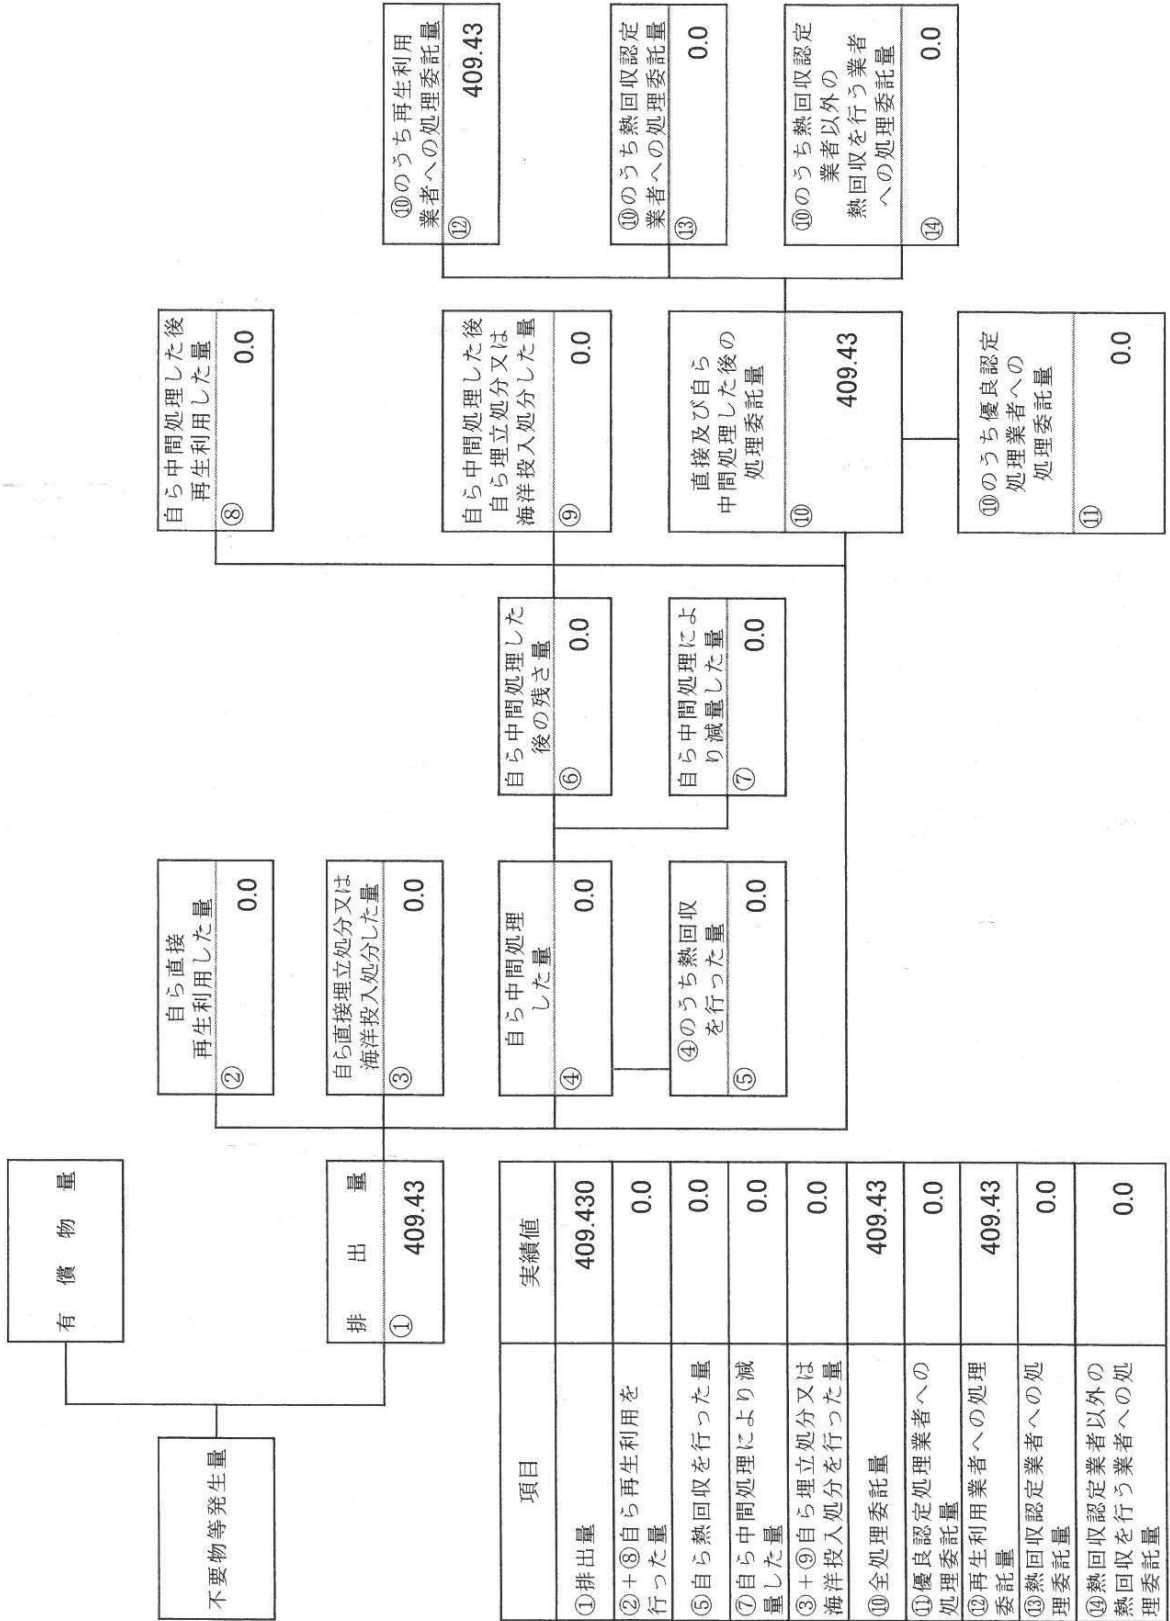 不要物等発生量
有償物量
排出量
①
409.43
自ら直接
再生利用した量
②
0.0
自ら直接埋立処分又は
海洋投入処分した量
③
0.0
自ら中間処理
した量
④
0.0
④のうち熱回収
を行った量
⑤
0.0
自ら中間処理した
後の残さ量
⑥
0.0
自ら中間処理によ
り減量した量
⑦
0.0
自ら中間処理した後
再生利用した量
⑧
0.0
自ら中間処理した後
自ら埋立処分又は
海洋投入処分した量
⑨
0.0
直接及び自ら
中間処理した後の
処理委託量
⑩
409.43
⑩のうち優良認定
処理業者への
処理委託量
⑪
0.0
⑩のうち再生利用
業者への処理委託量
⑫
409.43
⑩のうち熱回収認定
業者への処理委託量
⑬
0.0
⑩のうち熱回収認定
業者以外の
熱回収を行う業者
への処理委託量
⑭
0.0
項目 実績値
①排出量 409.430
②+⑧自ら再生利用を
行った量 0.0
⑤自ら熱回収を行った量 0.0
⑦自ら中間処理により減
量した量 0.0
③+⑨自ら埋立処分又は
海洋投入処分を行った量 0.0
⑩全処理委託量 409.43
⑪優良認定処理業者への
処理委託量 0.0
⑫再生利用業者への処理
委託量 409.43
⑬熱回収認定業者への処
理委託量 0.0
⑭熱回収認定業者以外の
熱回収を行う業者への処
理委託量 0.0